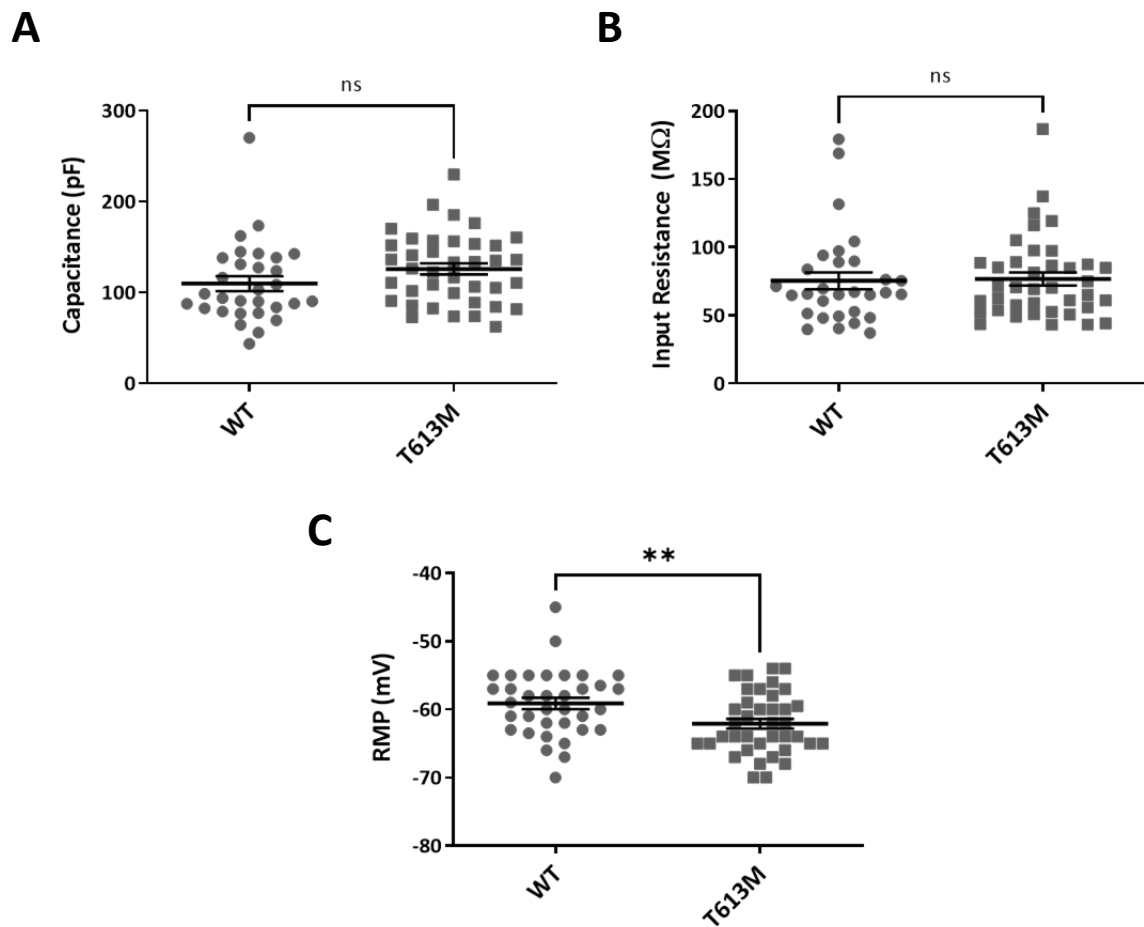 A
ns
Capacitance (pF)
300
200
100
0
WT
T613M
B
ns
Input Resistance (MΩ)
200
150
100
50
0
WT
T613M
C
**
RMP (mV)
-40
-50
-60
-70
-80
WT
T613M